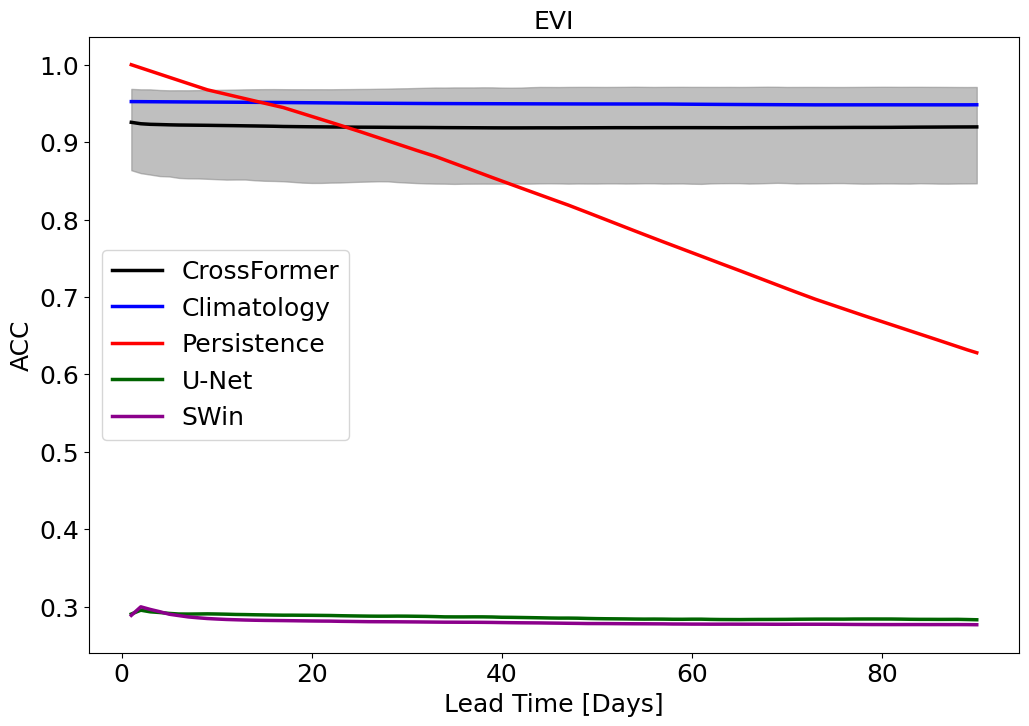 EVI
1.0
0.9
0.8
0.7
0.6
0.5
0.4
0.3
ACC
CrossFormer
Climatology
Persistence
U-Net
SWin
0 20 40 60 80
Lead Time [Days]